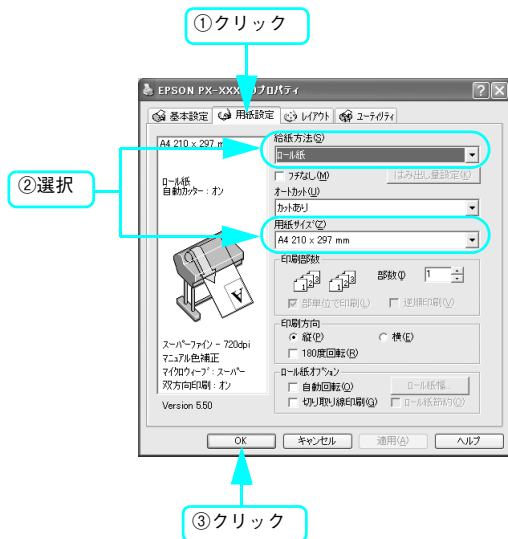 ①クリック
EPSON PX-XXX のプロパティ
基本設定 用紙設定 レイアウト ユーティリティ
A4 210 x 297 m
ロール紙
自動カッター : オン
②選択
スーパーファイン - 720dpi
マニュアル色補正
マイクロウィーブ : スーパー
双方向印刷 : オン
Version 5.50
給紙方法(S)
ロール紙
フチなし(M) はみ出し量設定(K)
オートカット(U)
カットあり
用紙サイズ(Z)
A4 210 x 297 mm
印刷部数
部数(I) 1
部単位で印刷(L) 逆順印刷(V)
印刷方向
縦(P) 横(E)
180度回転(R)
ロール紙オプション
自動回転(O) ロール紙幅...
切り取り線印刷(G) ロール紙節約(Q)
OK キャンセル 適用(A) ヘルプ
③クリック